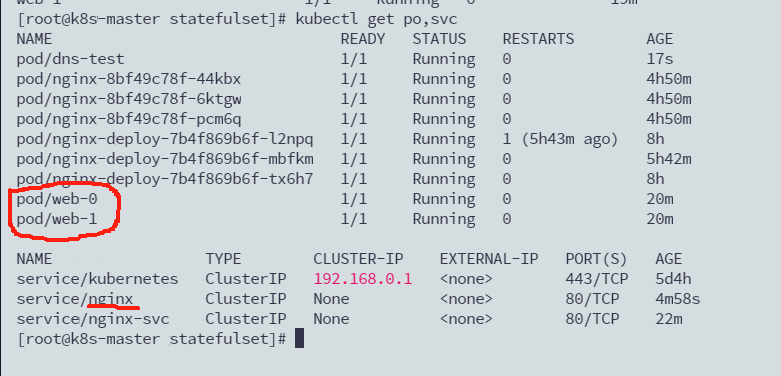 [root@k8s-master statefulset]# kubectl get po,svc
NAME READY STATUS RESTARTS AGE
pod/dns-test 1/1 Running 0 17s
pod/nginx-8bf49c78f-44kbx 1/1 Running 0 4h50m
pod/nginx-8bf49c78f-6ktgw 1/1 Running 0 4h50m
pod/nginx-8bf49c78f-pcm6q 1/1 Running 0 4h50m
pod/nginx-deploy-7b4f869b6f-l2npq 1/1 Running 1 (5h43m ago) 8h
pod/nginx-deploy-7b4f869b6f-mbfkm 1/1 Running 0 5h42m
pod/nginx-deploy-7b4f869b6f-tx6h7 1/1 Running 0 8h
pod/web-0 1/1 Running 0 20m
pod/web-1 1/1 Running 0 20m
NAME TYPE CLUSTER-IP EXTERNAL-IP PORT(S) AGE
service/kubernetes ClusterIP 192.168.0.1 <none> 443/TCP 5d4h
service/nginx ClusterIP None <none> 80/TCP 4m58s
service/nginx-svc ClusterIP None <none> 80/TCP 22m
[root@k8s-master statefulset]#